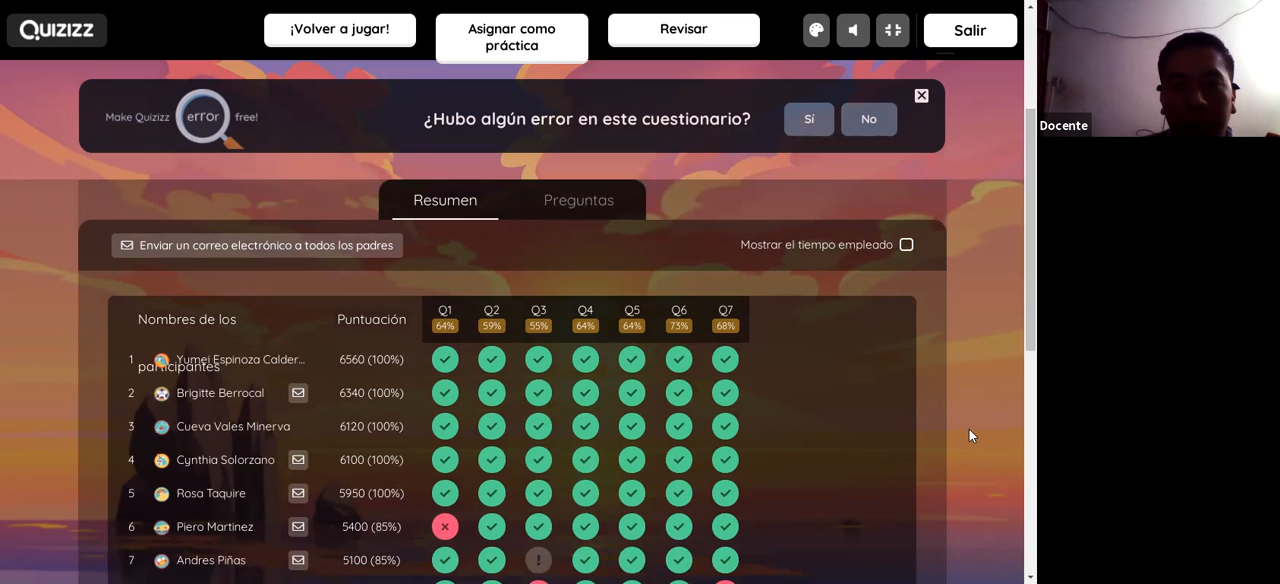 QUIZIZZ
¡Volver a jugar!
Asignar como
práctica
Revisar
Salir
Make Quizizz error free!
¿Hubo algún error en este cuestionario?
Sí
No
Docente
Resumen
Preguntas
Enviar un correo electrónico a todos los padres
Mostrar el tiempo empleado
Nombres de los
participantes
Puntuación
Q1 Q2 Q3 Q4 Q5 Q6 Q7
64% 59% 55% 64% 64% 73% 68%
1 Yumei Espinoza Calder... 6560 (100%)
2 Brigitte Berrocal 6340 (100%)
3 Cueva Vales Minerva 6120 (100%)
4 Cynthia Solorzano 6100 (100%)
5 Rosa Taquire 5950 (100%)
6 Piero Martinez 5400 (85%)
7 Andres Piñas 5100 (85%)